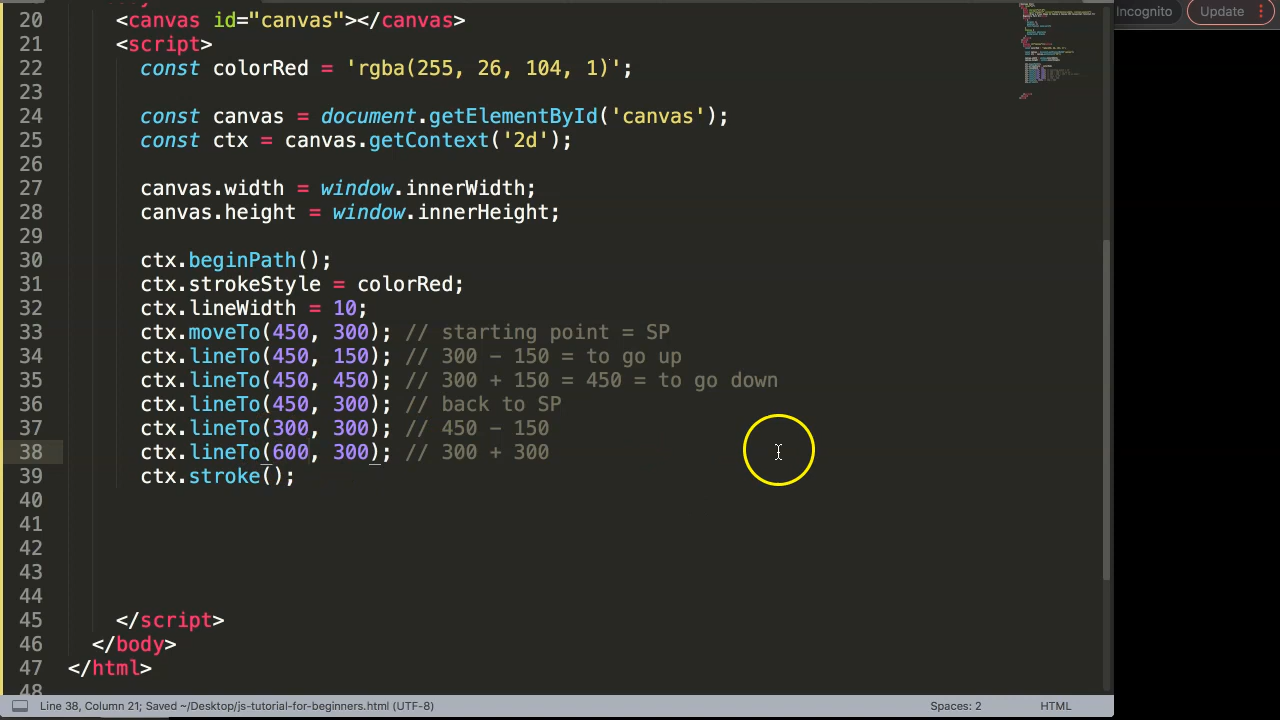 Incognito Update
20 <canvas id="canvas"></canvas>
21 <script>
22 const colorRed = 'rgba(255, 26, 104, 1)';
23
24 const canvas = document.getElementById('canvas');
25 const ctx = canvas.getContext('2d');
26
27 canvas.width = window.innerWidth;
28 canvas.height = window.innerHeight;
29
30 ctx.beginPath();
31 ctx.strokeStyle = colorRed;
32 ctx.lineWidth = 10;
33 ctx.moveTo(450, 300); // starting point = SP
34 ctx.lineTo(450, 150); // 300 - 150 = to go up
35 ctx.lineTo(450, 450); // 300 + 150 = 450 = to go down
36 ctx.lineTo(450, 300); // back to SP
37 ctx.lineTo(300, 300); // 450 - 150
38 ctx.lineTo(600, 300); // 300 + 300
39 ctx.stroke();
40
41
42
43
44
45 </script>
46 </body>
47 </html>
48
Line 38, Column 21; Saved ~/Desktop/js-tutorial-for-beginners.html (UTF-8) Spaces: 2 HTML